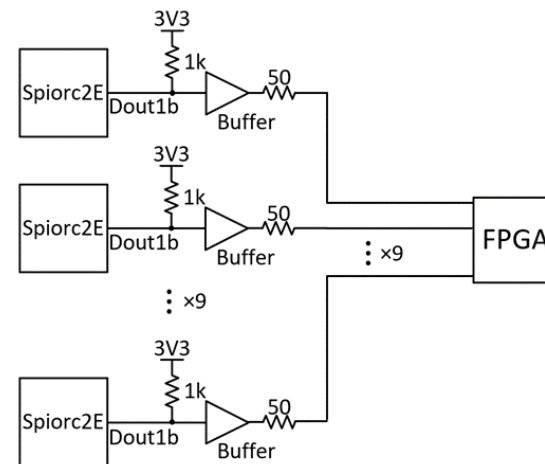 3V3
1k
50
Spiorc2E
Dout1b
Buffer
3V3
1k
50
Spiorc2E
Dout1b
Buffer
FPGA
⋮ ×9
⋮ ×9
3V3
1k
50
Spiorc2E
Dout1b
Buffer